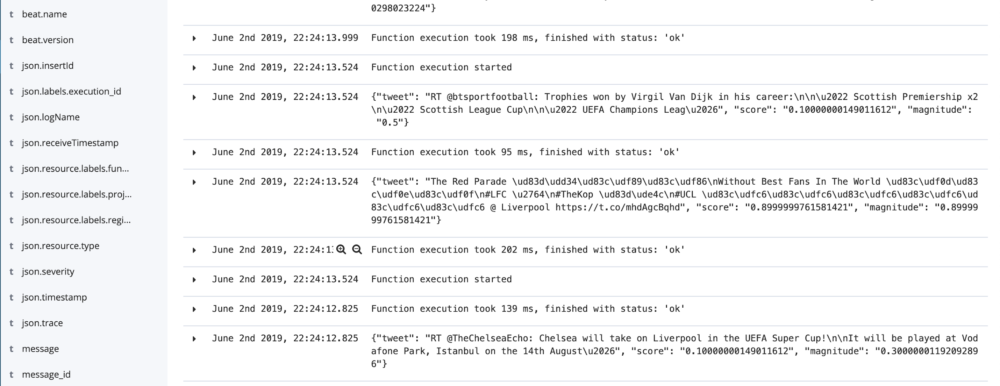 beat.name
beat.version
json.insertId
json.labels.execution_id
json.logName
json.receiveTimestamp
json.resource.labels.fun...
json.resource.labels.proj...
json.resource.labels.regi...
json.resource.type
json.severity
json.timestamp
json.trace
message
message_id
0298023224"}
June 2nd 2019, 22:24:13.999 Function execution took 198 ms, finished with status: 'ok'
June 2nd 2019, 22:24:13.524 Function execution started
June 2nd 2019, 22:24:13.524 {"tweet": "RT @btsportfootball: Trophies won by Virgil Van Dijk in his career:\n\n\u2022 Scottish Premiership x2
\n\u2022 Scottish League Cup\n\n\u2022 UEFA Champions Leag\u2026", "score": "0.10000000149011612", "magnitude":
"0.5"}
June 2nd 2019, 22:24:13.524 Function execution took 95 ms, finished with status: 'ok'
June 2nd 2019, 22:24:13.524 {"tweet": "The Red Parade \ud83d\udd34\ud83c\udf89\ud83c\udf86\nWithout Best Fans In The World \ud83c\udf0d\ud83
c\udf0e\ud83c\udf0f\n#LFC \u2764\n#TheKop \ud83d\ude4c\n#UCL \ud83c\udfc6\ud83c\udfc6\ud83c\udfc6\ud83c\udfc6\ud
83c\udfc6\ud83c\udfc6 @ Liverpool https://t.co/mhdAgcBqhd", "score": "0.8999999761581421", "magnitude": "0.89999
99761581421"}
June 2nd 2019, 22:24:1 Function execution took 202 ms, finished with status: 'ok'
June 2nd 2019, 22:24:13.524 Function execution started
June 2nd 2019, 22:24:12.825 Function execution took 139 ms, finished with status: 'ok'
June 2nd 2019, 22:24:12.825 {"tweet": "RT @TheChelseaEcho: Chelsea will take on Liverpool in the UEFA Super Cup!\n\nIt will be played at Vod
afone Park, Istanbul on the 14th August\u2026", "score": "0.10000000149011612", "magnitude": "0.3000000119209289
6"}